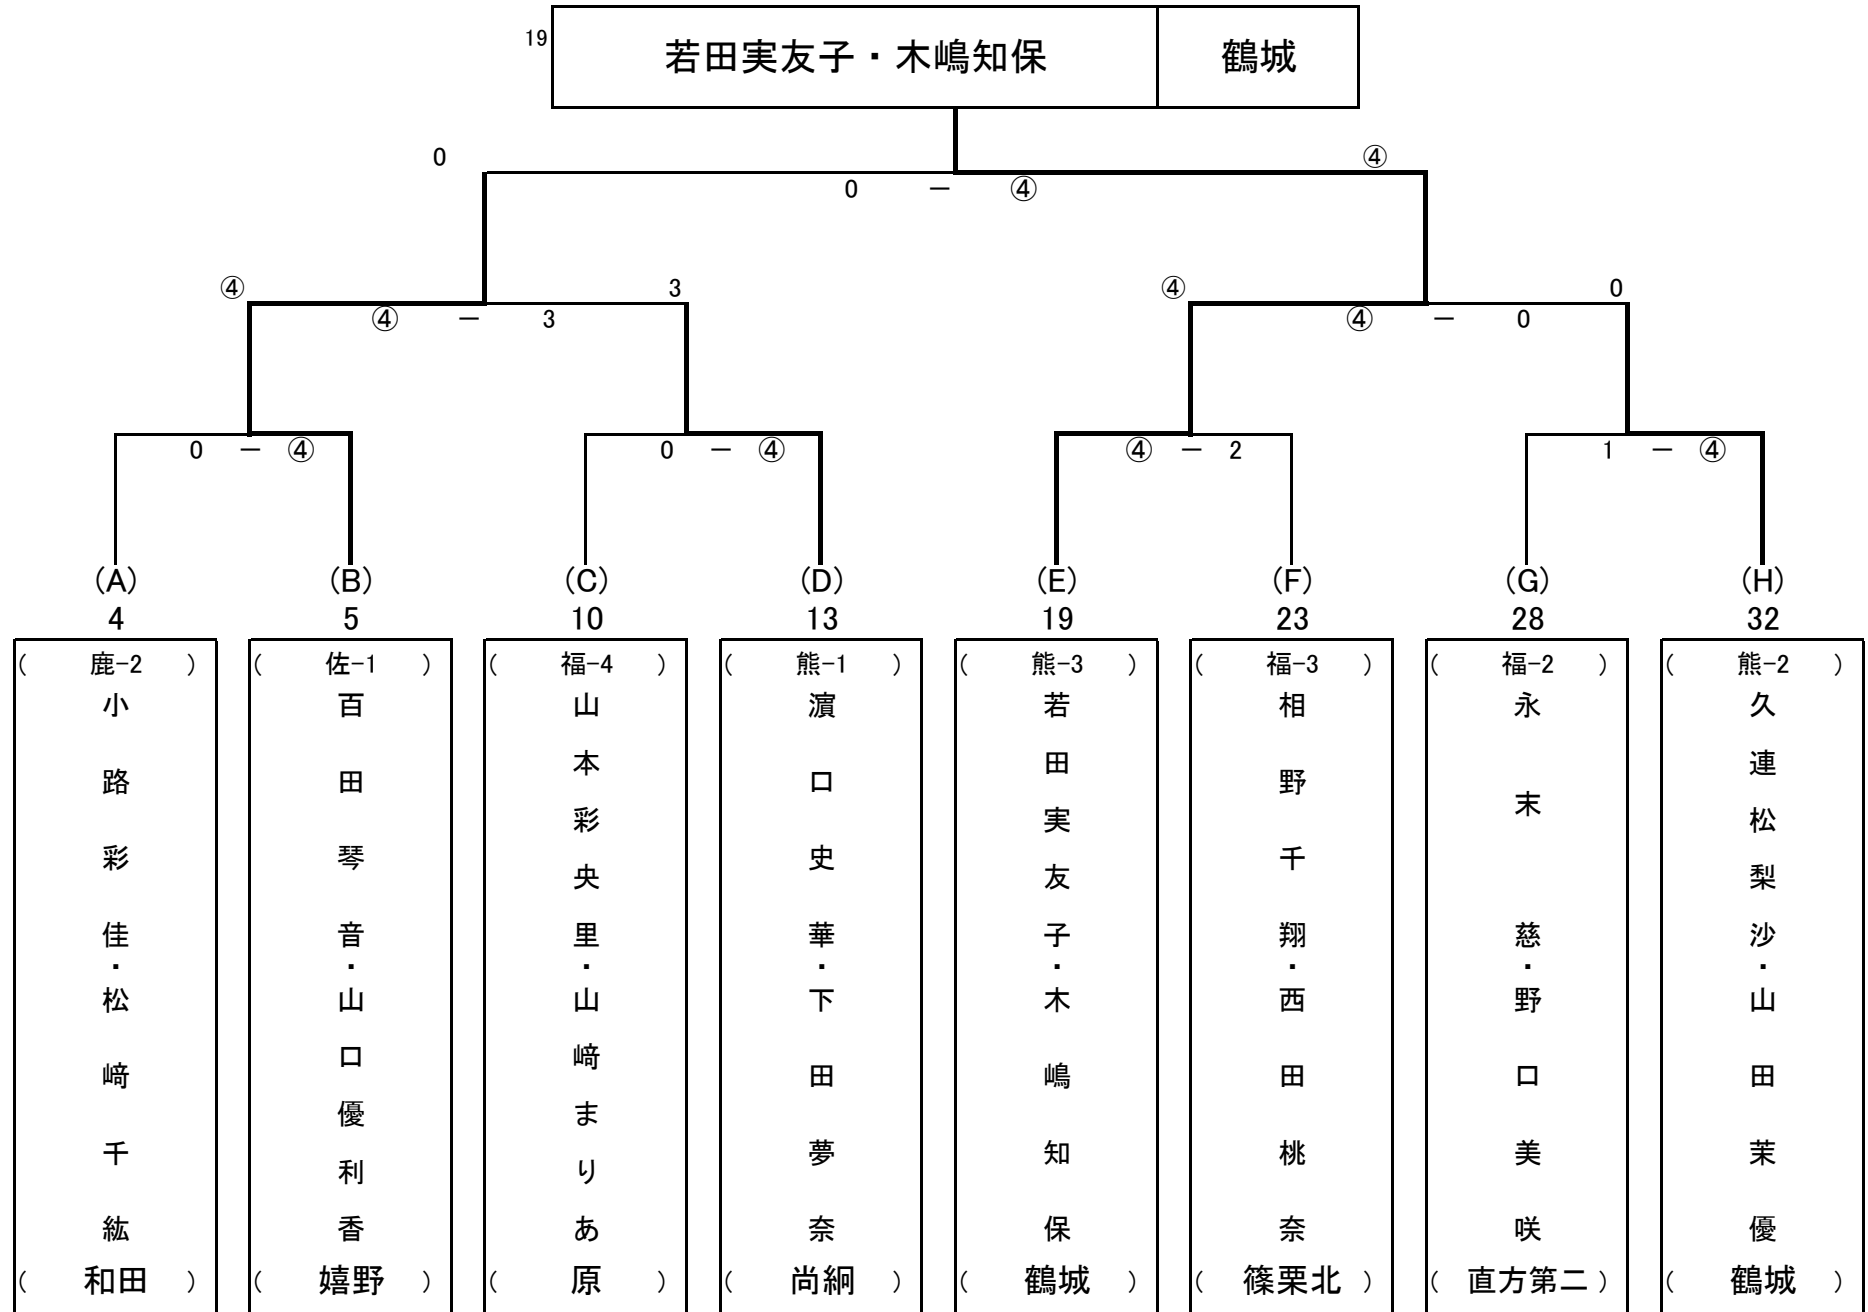 19
若田実友子・木嶋知保 鶴城
0 ④
0 － ④
④ 3 ④ 0
④ － 3 ④ － 0
0 － ④ 0 － ④ ④ － 2 1 － ④
(A) (B) (C) (D) (E) (F) (G) (H)
4 5 10 13 19 23 28 32
( 鹿-2 ) ( 佐-1 ) ( 福-4 ) ( 熊-1 ) ( 熊-3 ) ( 福-3 ) ( 福-2 ) ( 熊-2 )
小路彩佳・松﨑千紘
百田琴音・山口優利香
山本彩央里・山﨑まりあ
濵口史華・下田夢奈
若田実友子・木嶋知保
相野千翔・西田桃奈
永末慈・野口美咲
久連松梨沙・山田茉優
( 和田 ) ( 嬉野 ) ( 原 ) ( 尚絅 ) ( 鶴城 ) ( 篠栗北 ) ( 直方第二 ) ( 鶴城 )